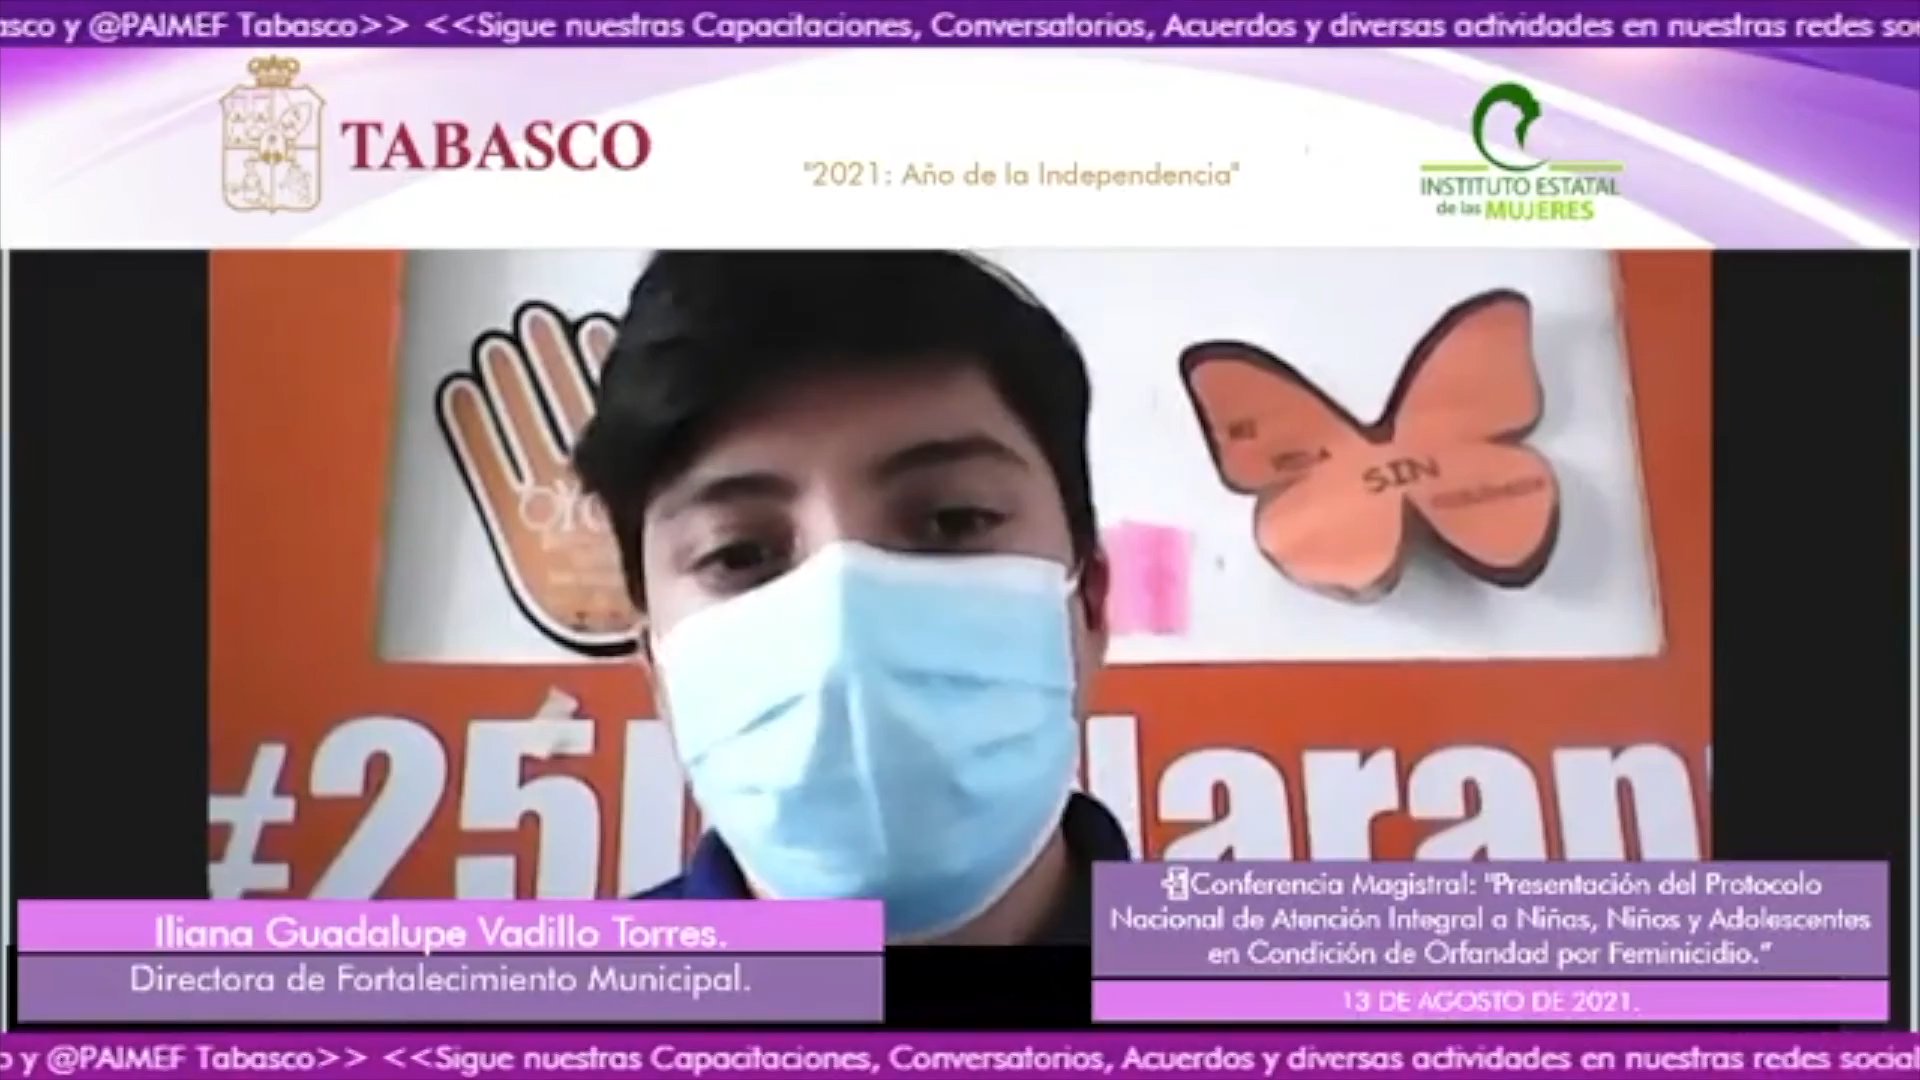 asco y @PAIMEF Tabasco>> <<Sigue nuestras Capacitaciones, Conversatorios, Acuerdos y diversas actividades en nuestras redes so
TABASCO
"2021: Año de la Independencia"
INSTITUTO ESTATAL
de las MUJERES
SIN
#25
laran
Iliana Guadalupe Vadillo Torres.
Directora de Fortalecimiento Municipal.
Conferencia Magistral: "Presentación del Protocolo
Nacional de Atención Integral a Niñas, Niños y Adolescentes
en Condición de Orfandad por Feminicidio.”
13 DE AGOSTO DE 2021.
o y @PAIMEF Tabasco>> <<Sigue nuestras Capacitaciones, Conversatorios, Acuerdos y diversas actividades en nuestras redes social